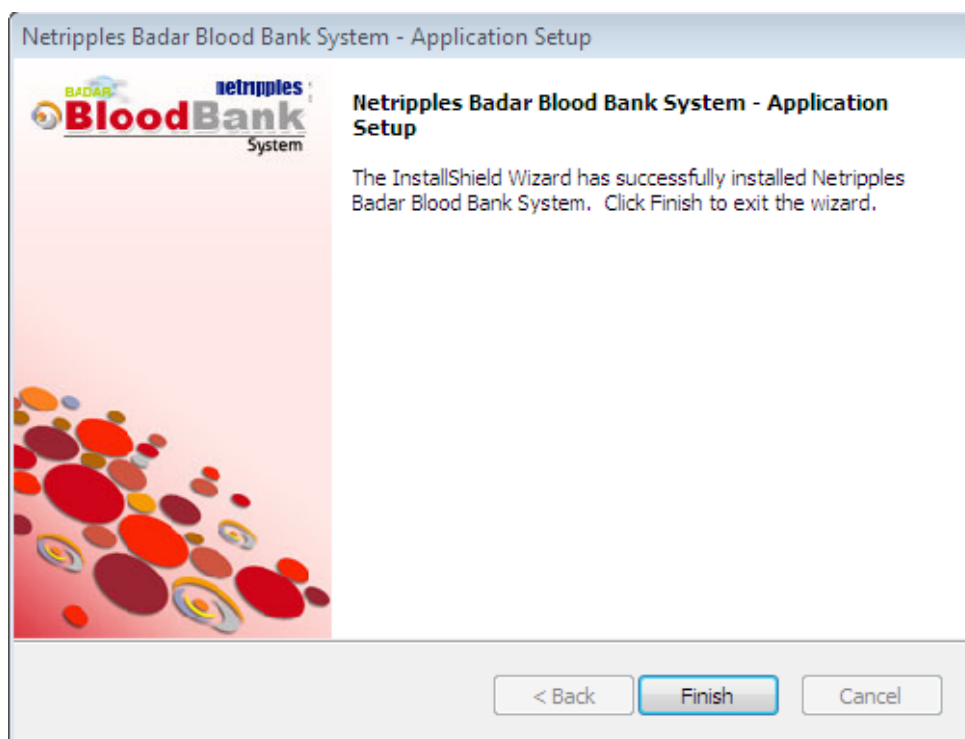 Netripples Badar Blood Bank System - Application Setup
BADAR netripples
BloodBank
System
Netripples Badar Blood Bank System - Application
Setup
The InstallShield Wizard has successfully installed Netripples
Badar Blood Bank System.  Click Finish to exit the wizard.
< Back Finish Cancel